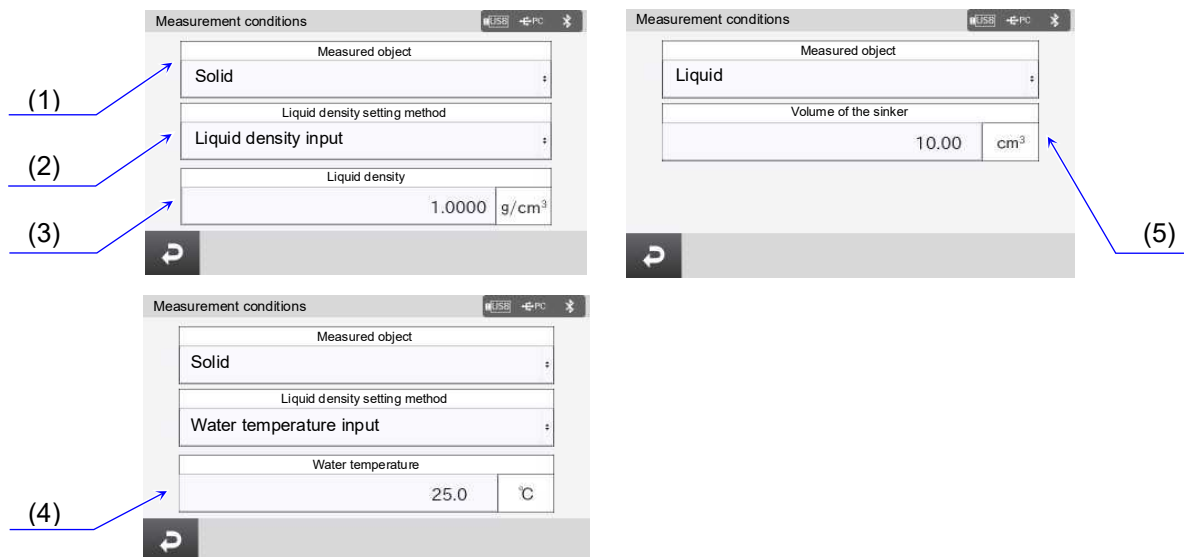 Measurement conditions
USB PC
Measured object
Solid
(1)
Liquid density setting method
Liquid density input
(2)
Liquid density
1.0000 g/cm³
(3)
Measurement conditions
USB PC
Measured object
Liquid
Volume of the sinker
10.00 cm³
(5)
Measurement conditions
USB PC
Measured object
Solid
Liquid density setting method
Water temperature input
Water temperature
25.0 ℃
(4)